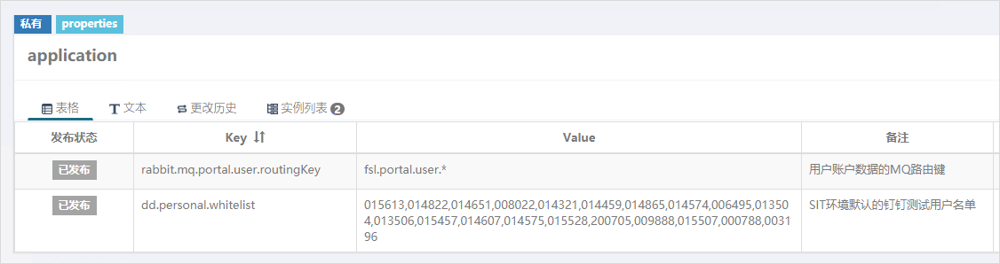 私有 properties
application
表格 文本 更改历史 实例列表 2
发布状态 Key Value 备注
已发布 rabbit.mq.portal.user.routingKey fsl.portal.user.* 用户账户数据的MQ路由键
已发布 dd.personal.whitelist 015613,014822,014651,008022,014321,014459,014865,014574,006495,01350 SIT环境默认的钉钉测试用户名单
4,013506,015457,014607,014575,015528,200705,009888,015507,000788,0031
96